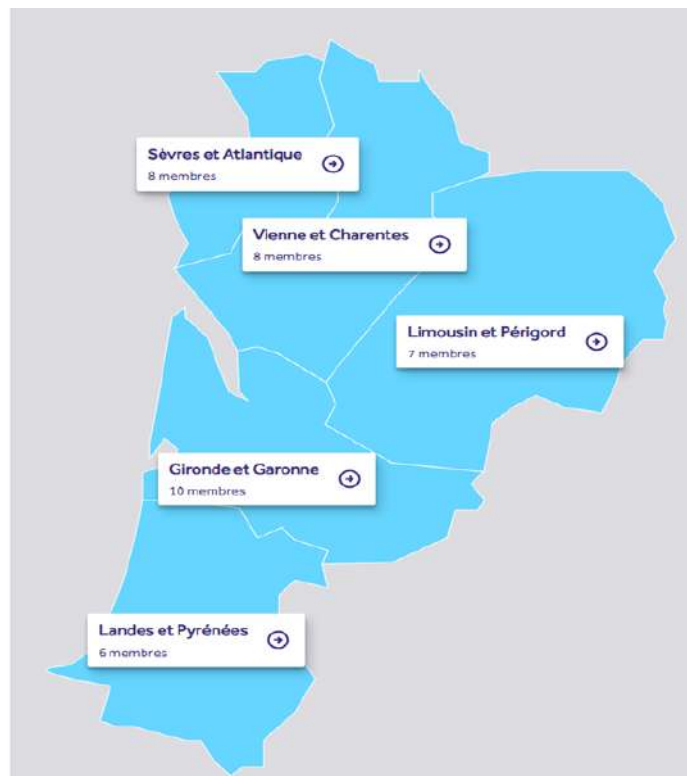 Sèvres et Atlantique
8 membres
Vienne et Charentes
8 membres
Limousin et Périgord
7 membres
Gironde et Garonne
10 membres
Landes et Pyrénées
6 membres